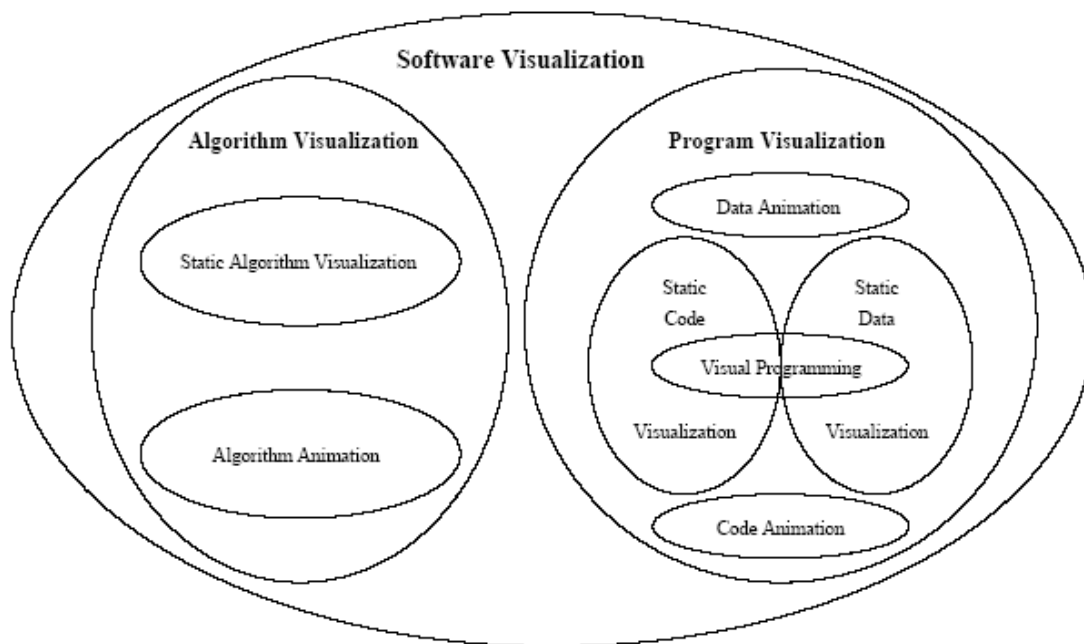 Software Visualization
Algorithm Visualization
Static Algorithm Visualization
Algorithm Animation
Program Visualization
Data Animation
Static
Code
Visualization
Static
Data
Visualization
Visual Programming
Code Animation